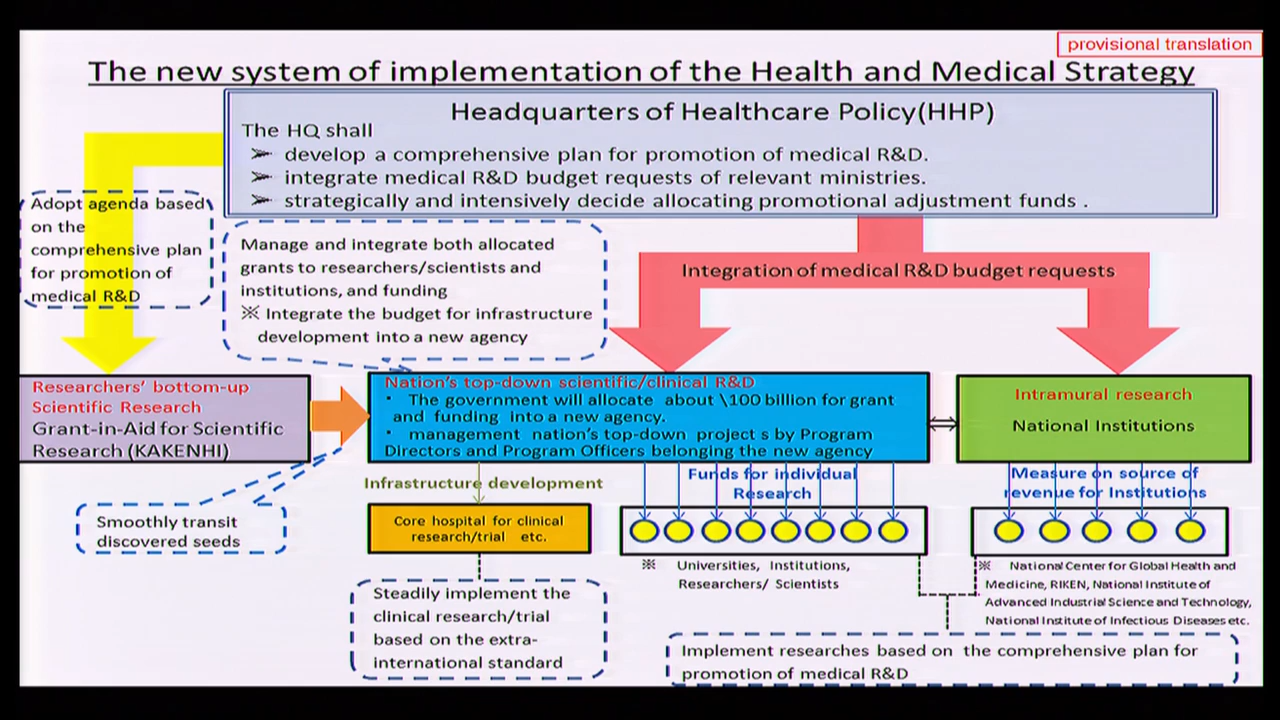 provisional translation
The new system of implementation of the Health and Medical Strategy
Headquarters of Healthcare Policy(HHP)
The HQ shall
➢ develop a comprehensive plan for promotion of medical R&D.
➢ integrate medical R&D budget requests of relevant ministries.
➢ strategically and intensively decide allocating promotional adjustment funds .
Adopt agenda based
on the
comprehensive plan
for promotion of
medical R&D
Manage and integrate both allocated
grants to researchers/scientists and
institutions, and funding
※ Integrate the budget for infrastructure
development into a new agency
Integration of medical R&D budget requests
Researchers' bottom-up
Scientific Research
Grant-in-Aid for Scientific
Research (KAKENHI)
Nation's top-down scientific/clinical R&D
・ The government will allocate about \100 billion for grant
and funding into a new agency.
・ management nation's top-down project s by Program
Directors and Program Officers belonging the new agency
Intramural research
National Institutions
Smoothly transit
discovered seeds
Infrastructure development
Core hospital for clinical
research/trial etc.
Steadily implement the
clinical research/trial
based on the extra-
international standard
Funds for individual
Research
※ Universities, Institutions,
Researchers/ Scientists
Measure on source of
revenue for Institutions
※ National Center for Global Health and
Medicine, RIKEN, National Institute of
Advanced Industrial Science and Technology,
National Institute of Infectious Diseases etc.
Implement researches based on the comprehensive plan for
promotion of medical R&D